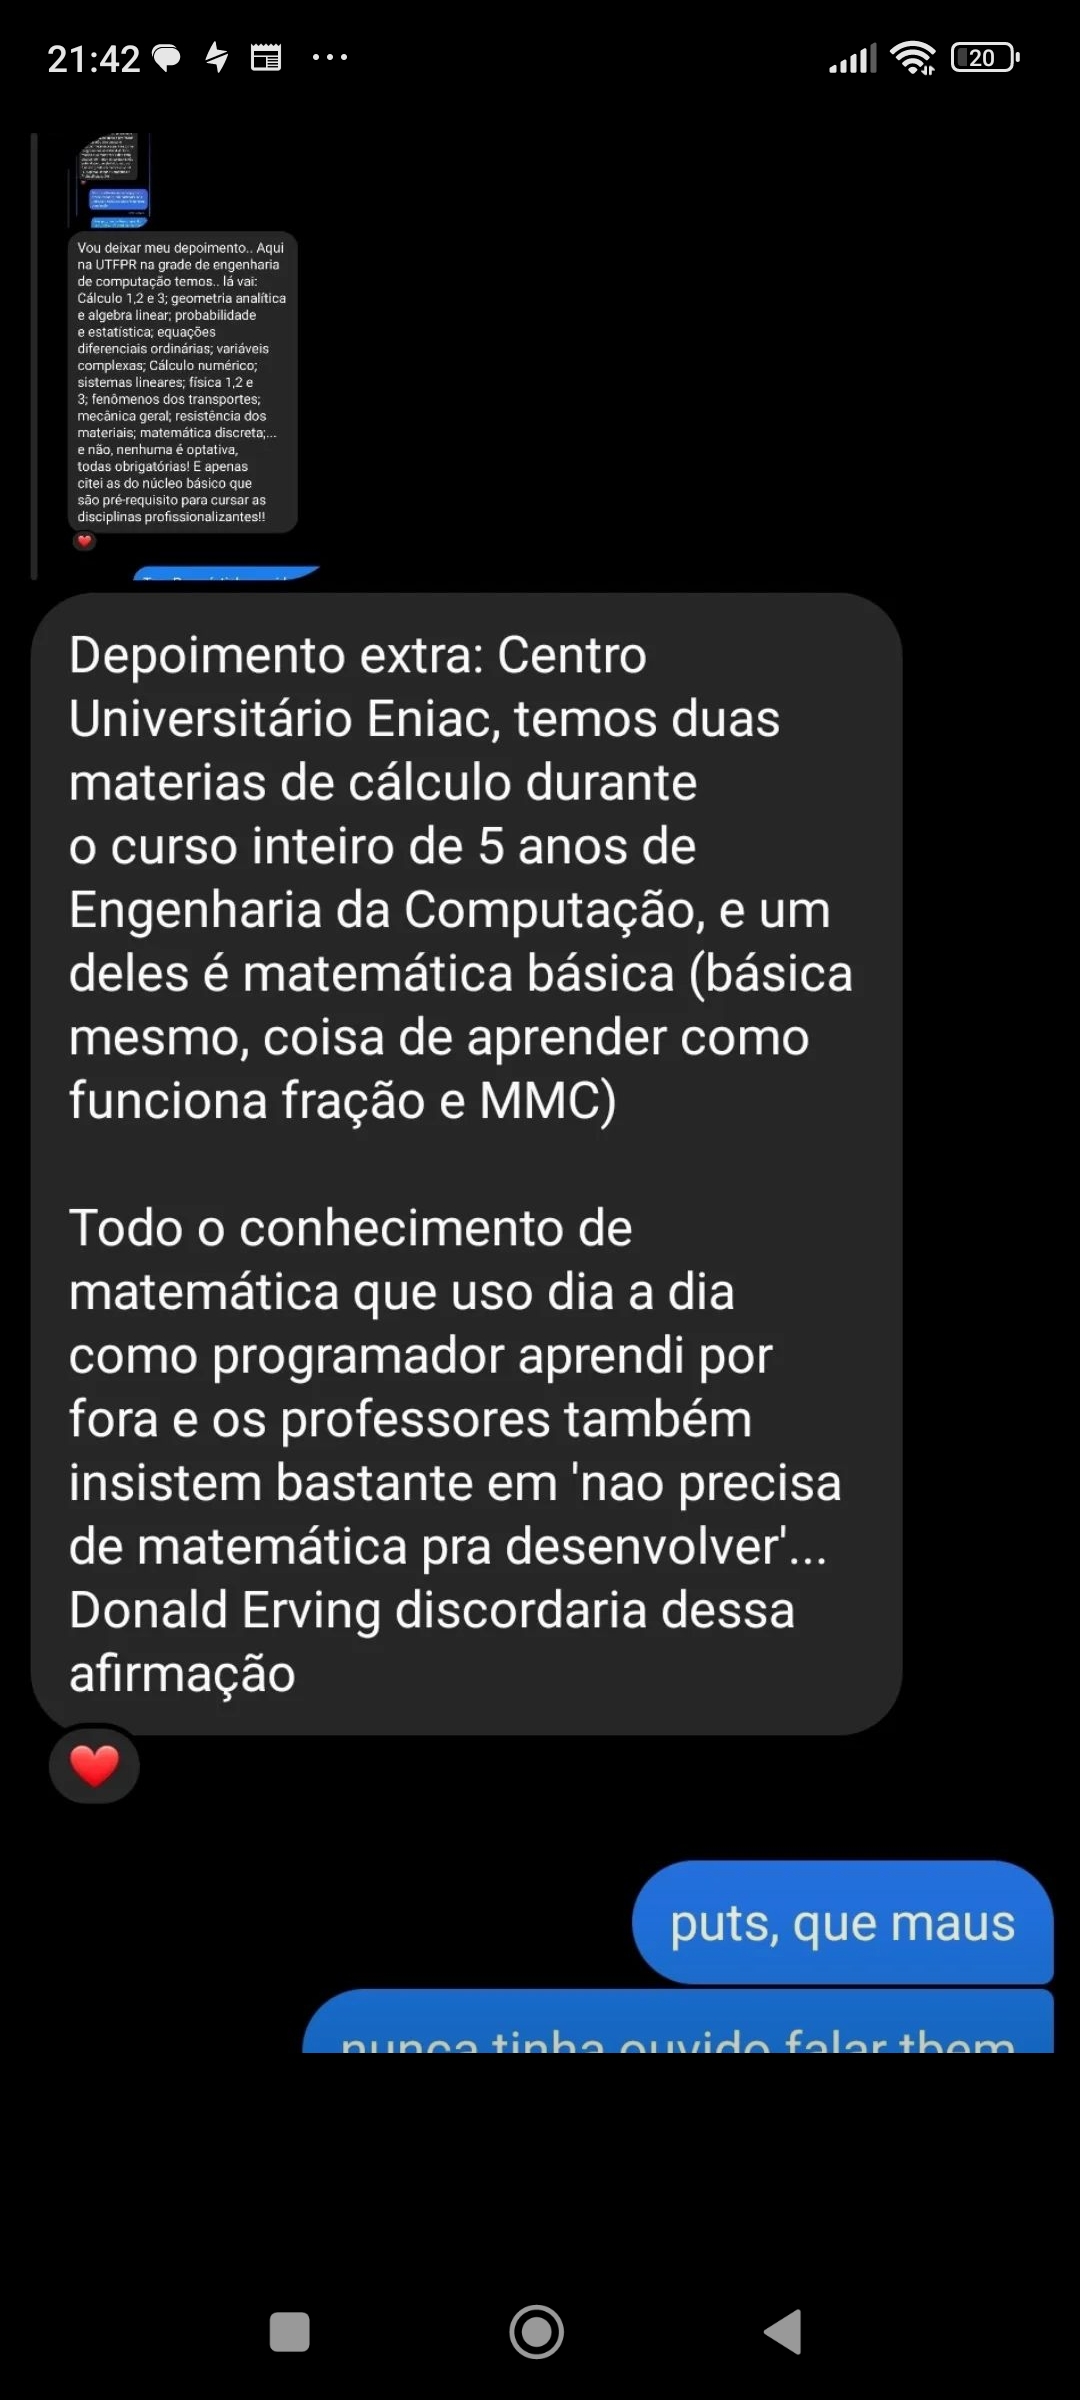 21:42
20
Vou deixar meu depoimento.. Aqui
na UTFPR na grade de engenharia
de computação temos.. lá vai:
Cálculo 1,2 e 3; geometria analítica
e algebra linear; probabilidade
e estatística; equações
diferenciais ordinárias; variáveis
complexas; Cálculo numérico;
sistemas lineares; física 1,2 e
3; fenômenos dos transportes;
mecânica geral; resistência dos
materiais; matemática discreta;...
e não, nenhuma é optativa,
todas obrigatórias! E apenas
citei as do núcleo básico que
são pré-requisito para cursar as
disciplinas profissionalizantes!!
Depoimento extra: Centro
Universitário Eniac, temos duas
materias de cálculo durante
o curso inteiro de 5 anos de
Engenharia da Computação, e um
deles é matemática básica (básica
mesmo, coisa de aprender como
funciona fração e MMC)
Todo o conhecimento de
matemática que uso dia a dia
como programador aprendi por
fora e os professores também
insistem bastante em 'nao precisa
de matemática pra desenvolver'...
Donald Erving discordaria dessa
afirmação
puts, que maus
nunca tinha ouvido falar tbem